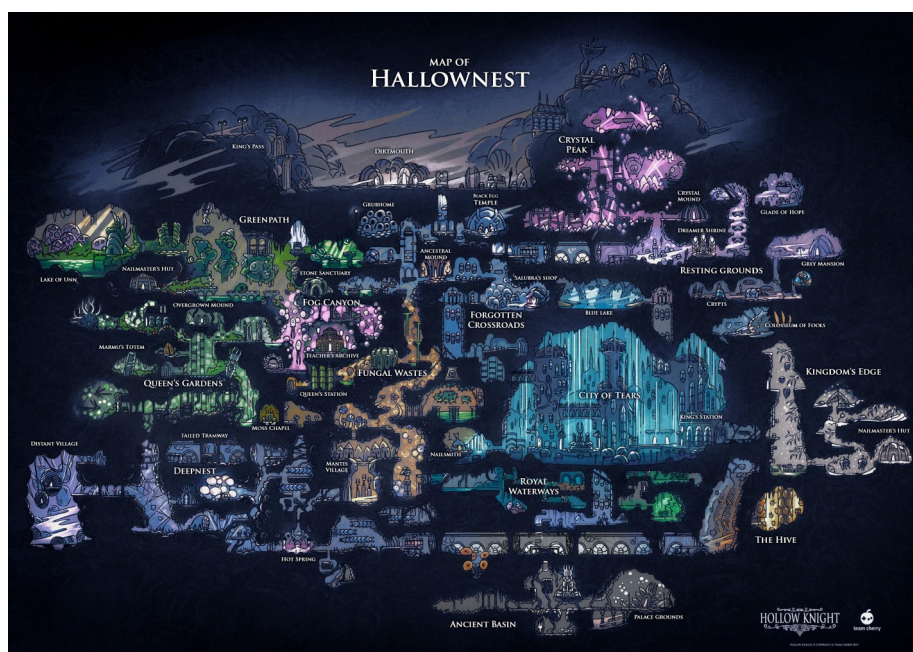 MAP OF
HALLOWNEST
KING'S PASS
DIRTMOUTH
CRYSTAL
PEAK
GRUBHOME
BLACK EGG
TEMPLE
CRYSTAL
MOUND
GLADE OF HOPE
GREENPATH
ANCESTRAL
MOUND
DREAMER SHRINE
GREY MANSION
LAKE OF UNN
NAILMASTER'S HUT
STONE SANCTUARY
SALUBRA'S SHOP
RESTING GROUNDS
OVERGROWN MOUND
FOG CANYON
FORGOTTEN
CROSSROADS
BLUE LAKE
CRYPTS
COLOSSEUM OF FOOLS
MARMU'S TOTEM
TEACHER'S ARCHIVE
QUEEN'S GARDENS
QUEEN'S STATION
FUNGAL WASTES
CITY OF TEARS
KING'S STATION
KINGDOM'S EDGE
MOSS CHAPEL
NAILMASTER'S HUT
DISTANT VILLAGE
FAILED TRAMWAY
DEEPNEST
MANTIS
VILLAGE
NAILSMITH
ROYAL
WATERWAYS
THE HIVE
HOT SPRING
ANCIENT BASIN
PALACE GROUNDS
HOLLOW KNIGHT
team cherry